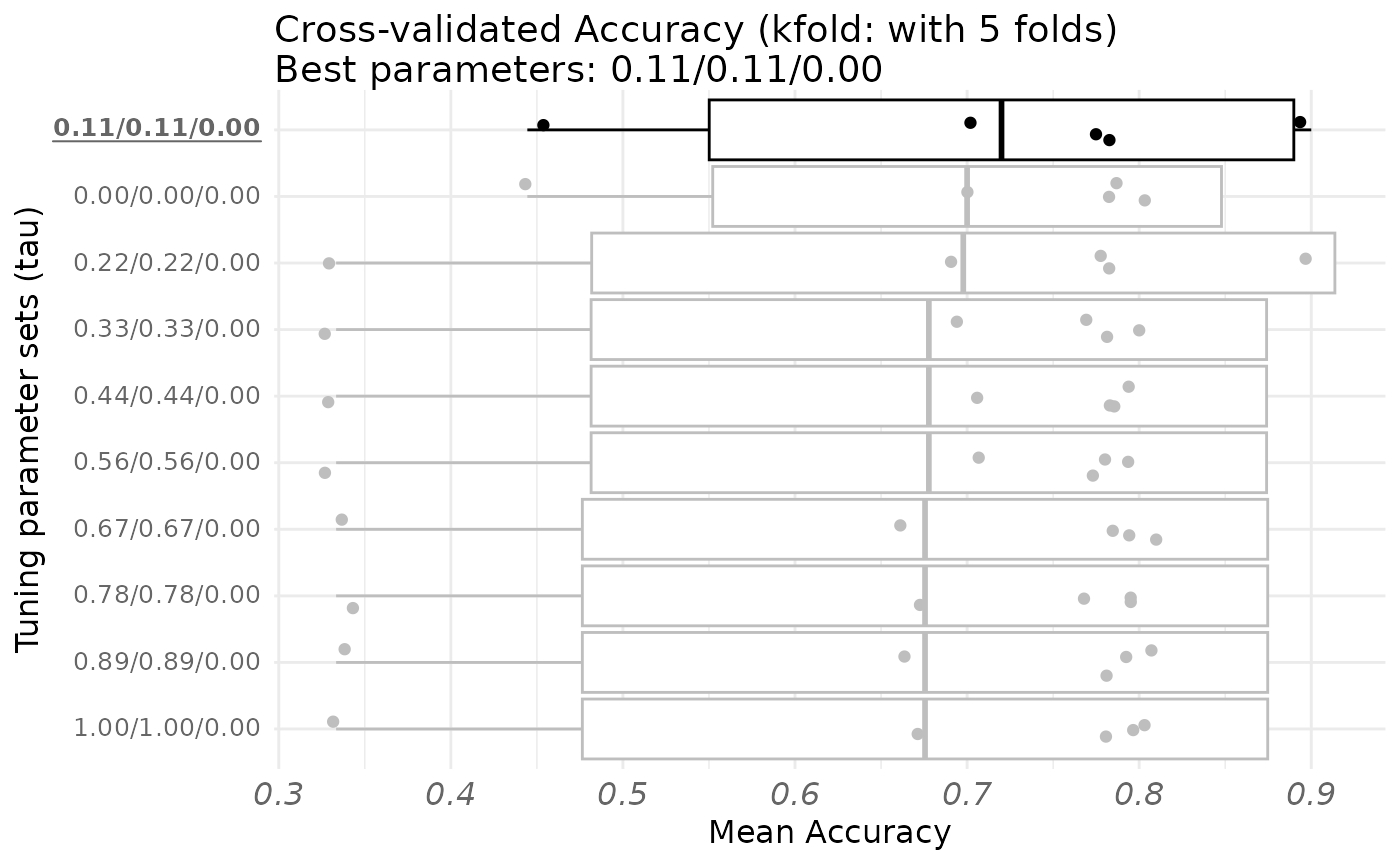 Cross-validated Accuracy (kfold: with 5 folds)
Best parameters: 0.11/0.11/0.00
Tuning parameter sets (tau)
0.11/0.11/0.00
0.00/0.00/0.00
0.22/0.22/0.00
0.33/0.33/0.00
0.44/0.44/0.00
0.56/0.56/0.00
0.67/0.67/0.00
0.78/0.78/0.00
0.89/0.89/0.00
1.00/1.00/0.00
0.3 0.4 0.5 0.6 0.7 0.8 0.9
Mean Accuracy